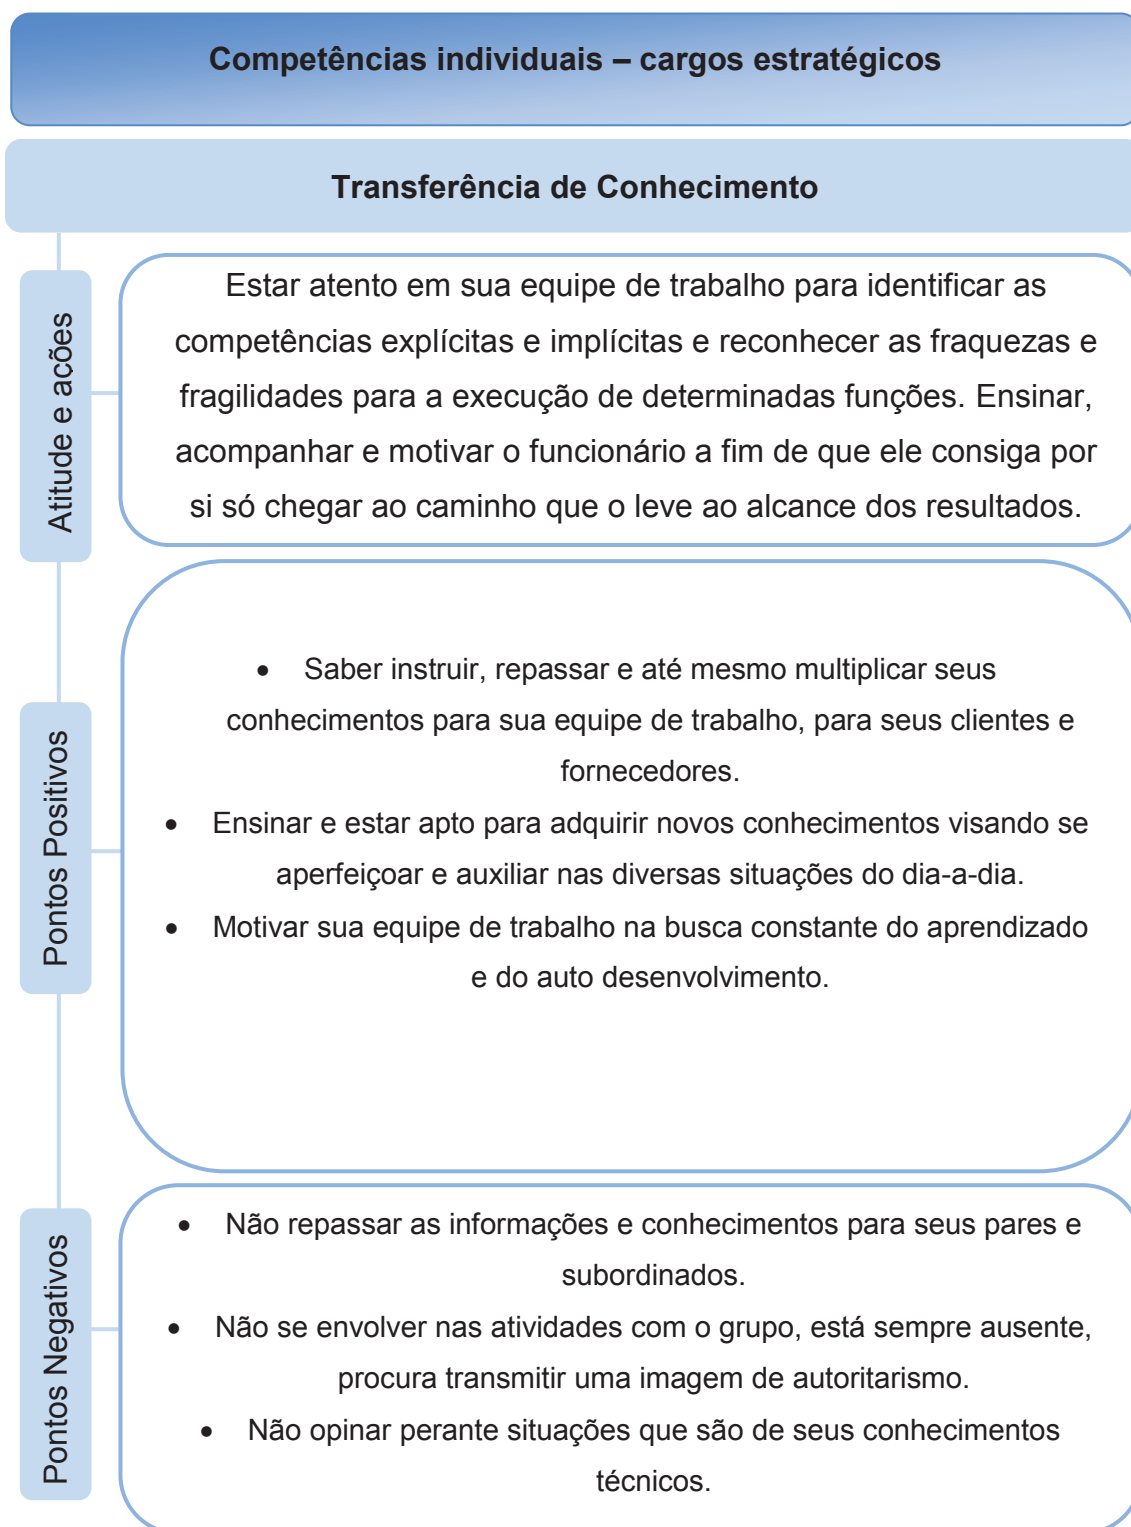 Competências individuais – cargos estratégicos
Transferência de Conhecimento
Atitude e ações
Estar atento em sua equipe de trabalho para identificar as
competências explícitas e implícitas e reconhecer as fraquezas e
fragilidades para a execução de determinadas funções. Ensinar,
acompanhar e motivar o funcionário a fim de que ele consiga por
si só chegar ao caminho que o leve ao alcance dos resultados.
Pontos Positivos
• Saber instruir, repassar e até mesmo multiplicar seus
conhecimentos para sua equipe de trabalho, para seus clientes e
fornecedores.
• Ensinar e estar apto para adquirir novos conhecimentos visando se
aperfeiçoar e auxiliar nas diversas situações do dia-a-dia.
• Motivar sua equipe de trabalho na busca constante do aprendizado
e do auto desenvolvimento.
Pontos Negativos
• Não repassar as informações e conhecimentos para seus pares e
subordinados.
• Não se envolver nas atividades com o grupo, está sempre ausente,
procura transmitir uma imagem de autoritarismo.
• Não opinar perante situações que são de seus conhecimentos
técnicos.